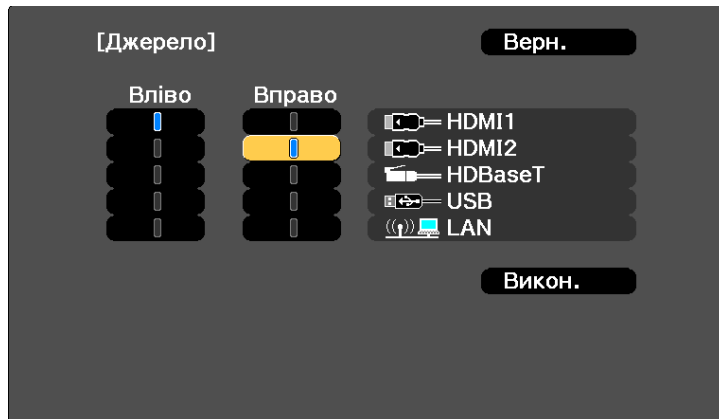 [Джерело] Верн.
Вліво Вправо
HDMI1
HDMI2
HDBaseT
USB
LAN
Викон.